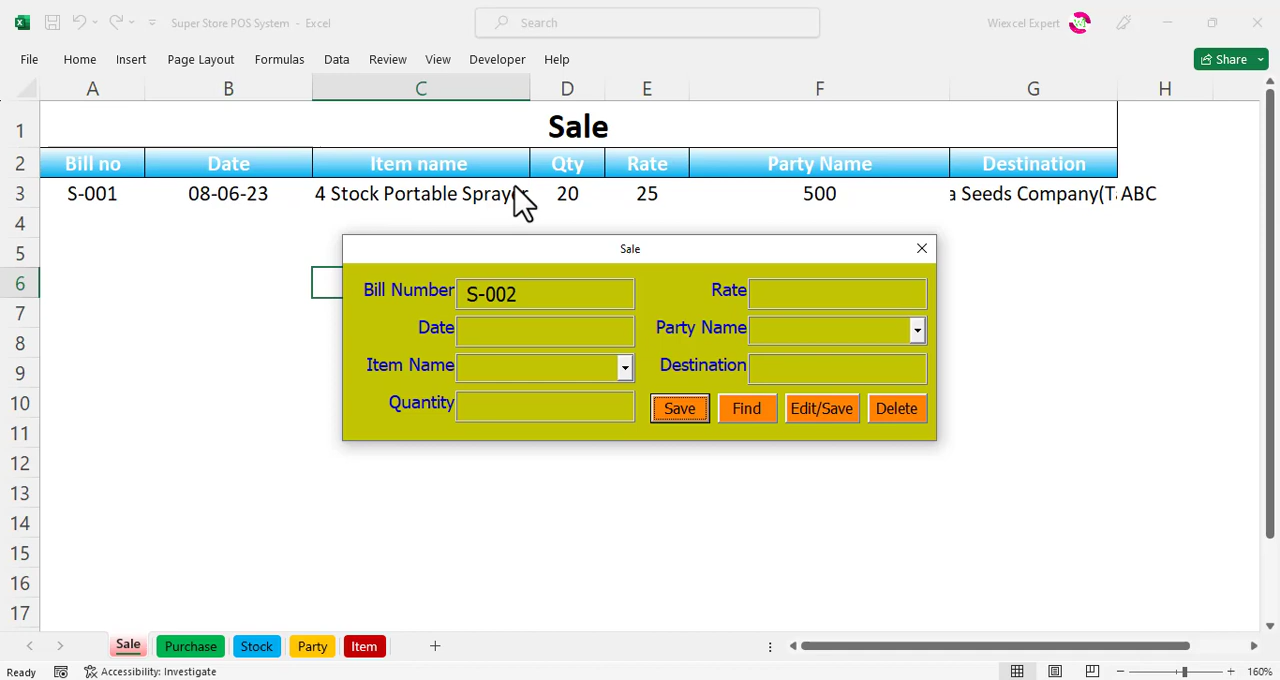 Super Store POS System - Excel
Search
Wiexcel Expert
File Home Insert Page Layout Formulas Data Review View Developer Help Share
A B C D E F G H
1 Sale
2 Bill no Date Item name Qty Rate Party Name Destination
3 S-001 08-06-23 4 Stock Portable Sprayer 20 25 500 a Seeds Company(Ta ABC
4
5
Sale
6
Bill Number S-002 Rate
7
Date Party Name
8
Item Name Destination
9
Quantity
10
Save Find Edit/Save Delete
11
12
13
14
15
16
17
Sale Purchase Stock Party Item
Ready Accessibility: Investigate 160%